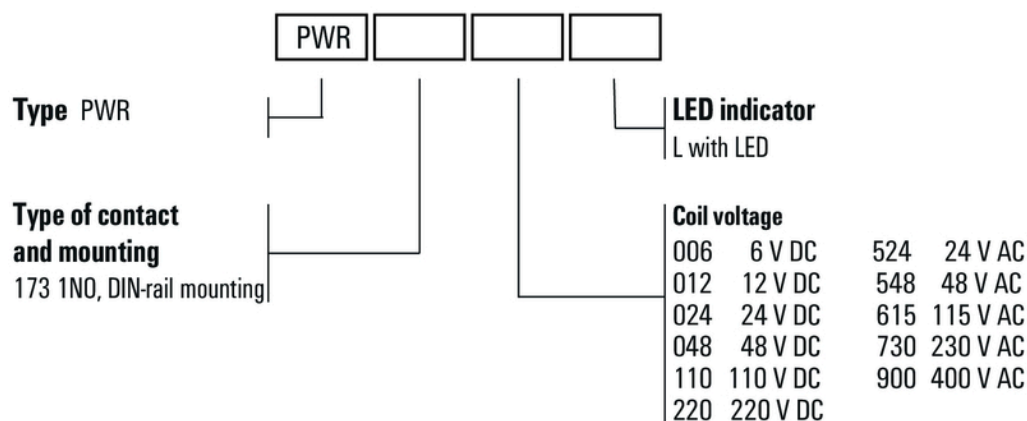 PWR
Type PWR
LED indicator
L with LED
Type of contact
and mounting
173 1NO, DIN-rail mounting
Coil voltage
006 6 V DC 524 24 V AC
012 12 V DC 548 48 V AC
024 24 V DC 615 115 V AC
048 48 V DC 730 230 V AC
110 110 V DC 900 400 V AC
220 220 V DC